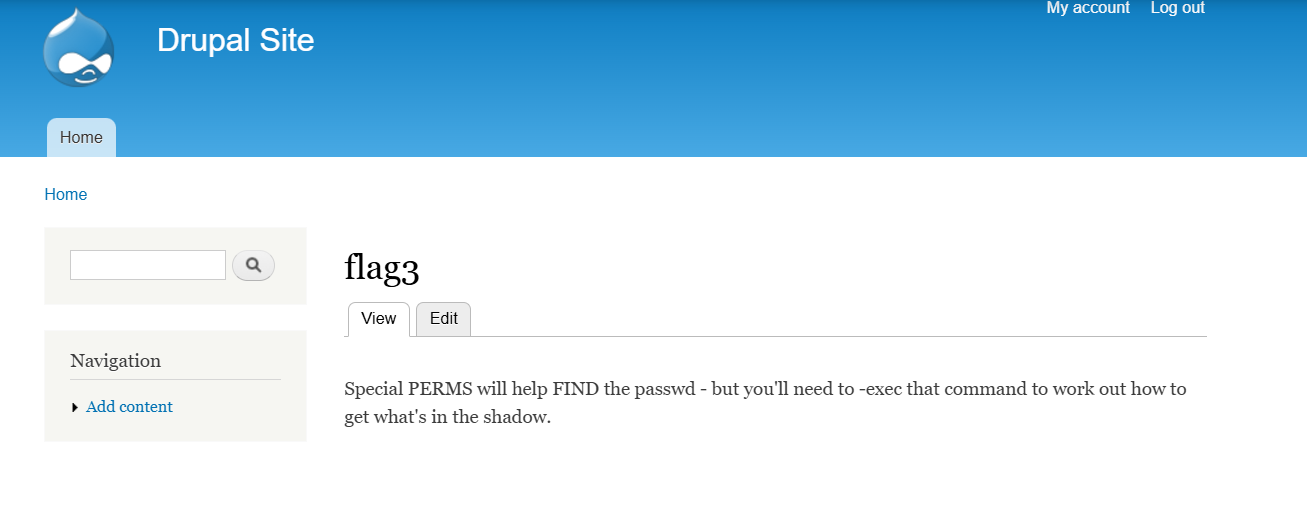 My account Log out
Drupal Site
Home
Home
flag3
View Edit
Navigation
Add content
Special PERMS will help FIND the passwd - but you'll need to -exec that command to work out how to
get what's in the shadow.